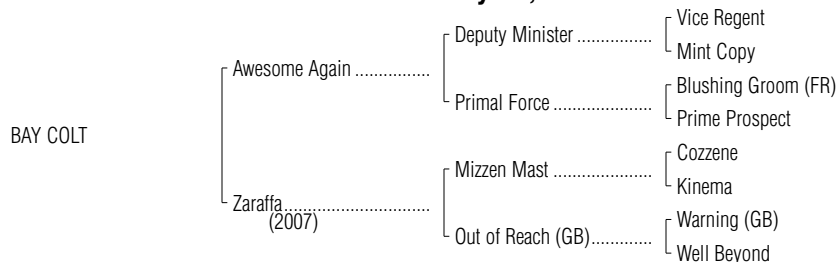 Vice Regent
Deputy Minister ................
Mint Copy
Awesome Again ................
Blushing Groom (FR)
Primal Force .....................
Prime Prospect
BAY COLT
Cozzene
Mizzen Mast .....................
Kinema
Zaraffa................................
(2007)
Warning (GB)
Out of Reach (GB).............
Well Beyond